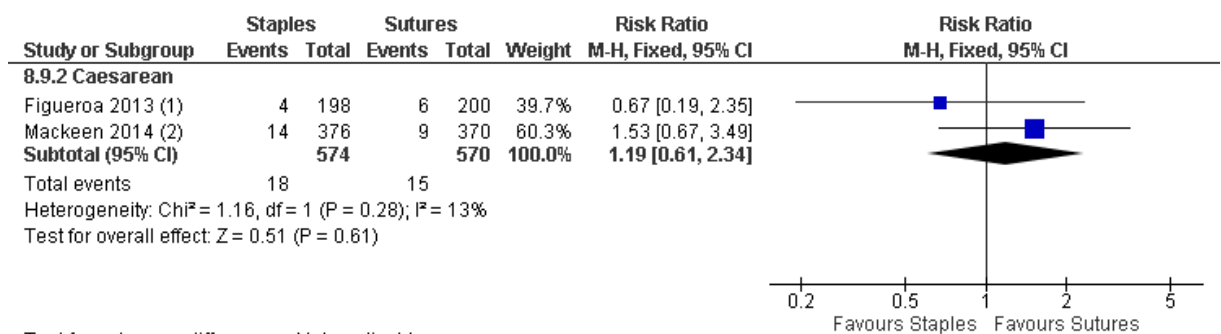 Staples Sutures Risk Ratio Risk Ratio
Study or Subgroup Events Total Events Total Weight M-H, Fixed, 95% CI M-H, Fixed, 95% CI
8.9.2 Caesarean
Figueroa 2013 (1) 4 198 6 200 39.7% 0.67 [0.19, 2.35]
Mackeen 2014 (2) 14 376 9 370 60.3% 1.53 [0.67, 3.49]
Subtotal (95% CI) 574 570 100.0% 1.19 [0.61, 2.34]
Total events 18 15
Heterogeneity: Chi² = 1.16, df = 1 (P = 0.28); I² = 13%
Test for overall effect: Z = 0.51 (P = 0.61)
0.2 0.5 1 2 5
Favours Staples Favours Sutures